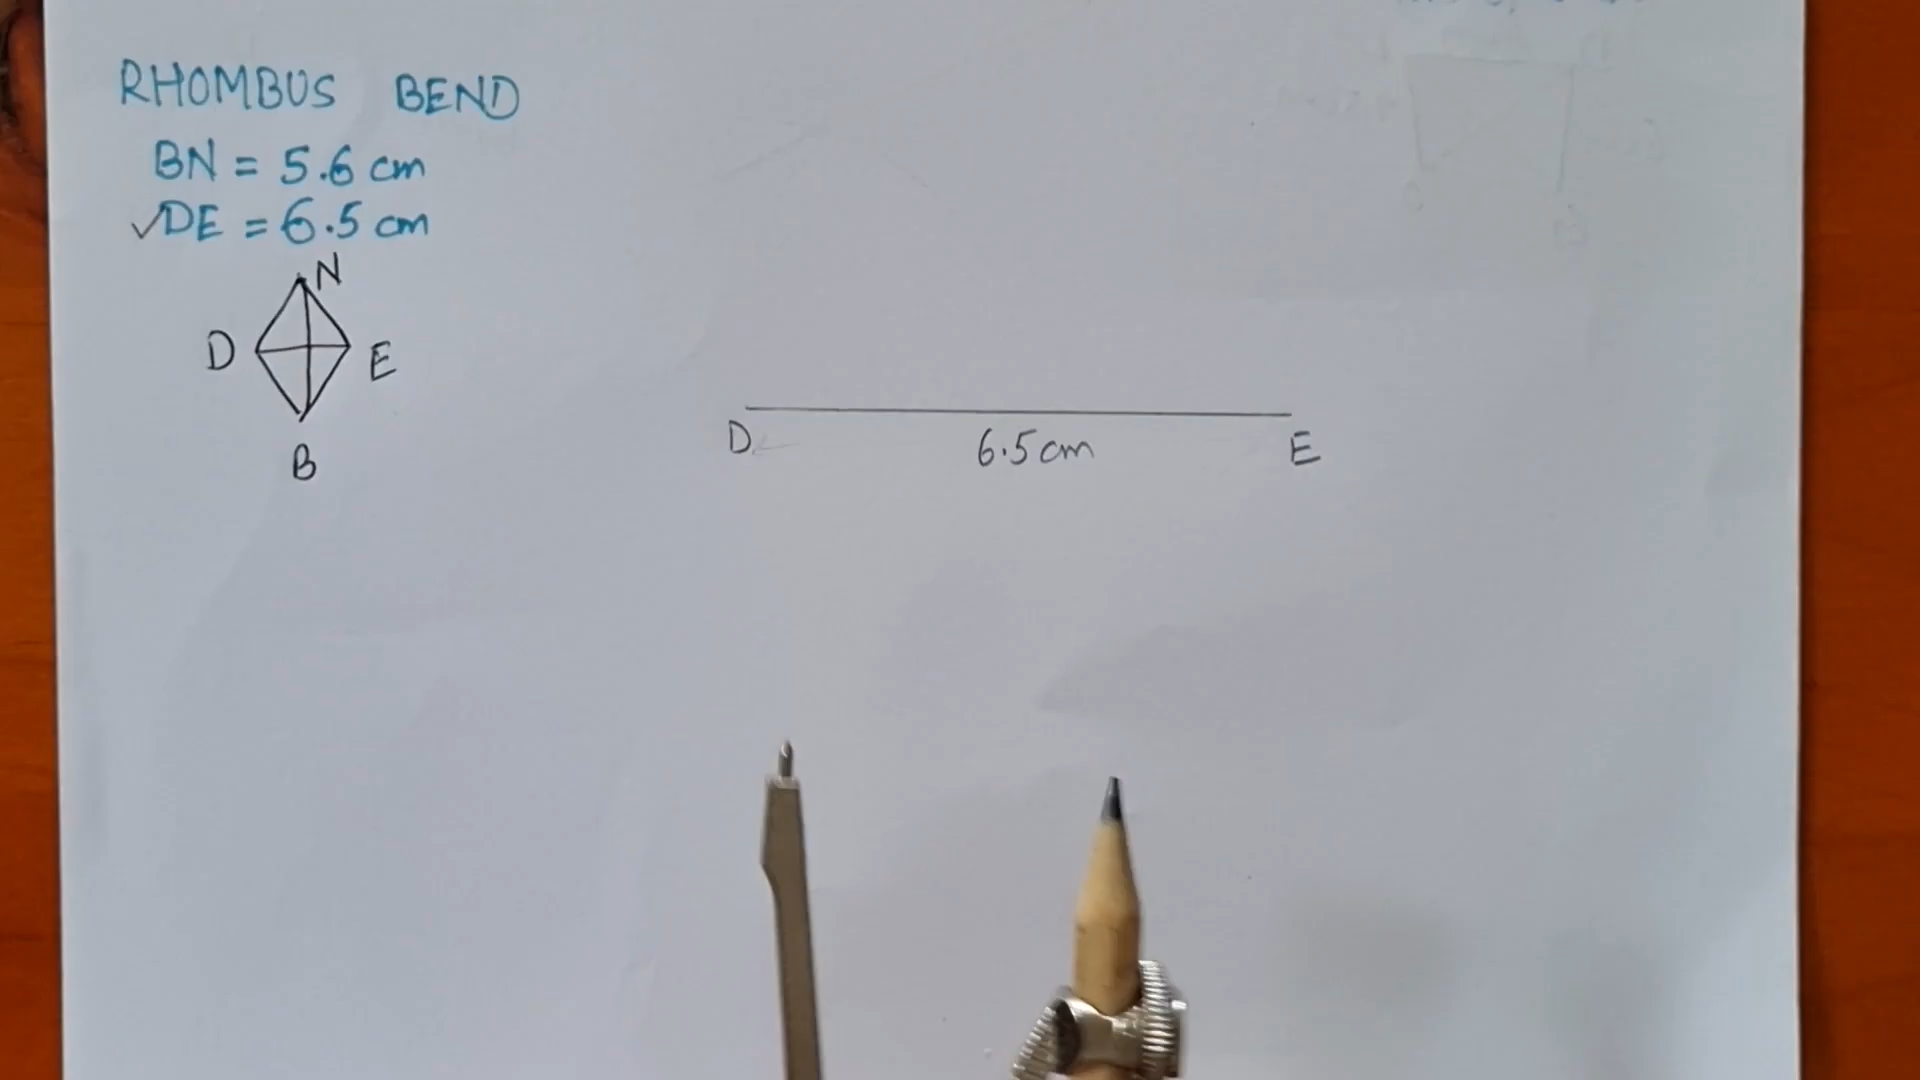 RHOMBUS BEND
BN = 5.6 cm
✓DE = 6.5 cm
N
D E
B
D 6.5 cm E